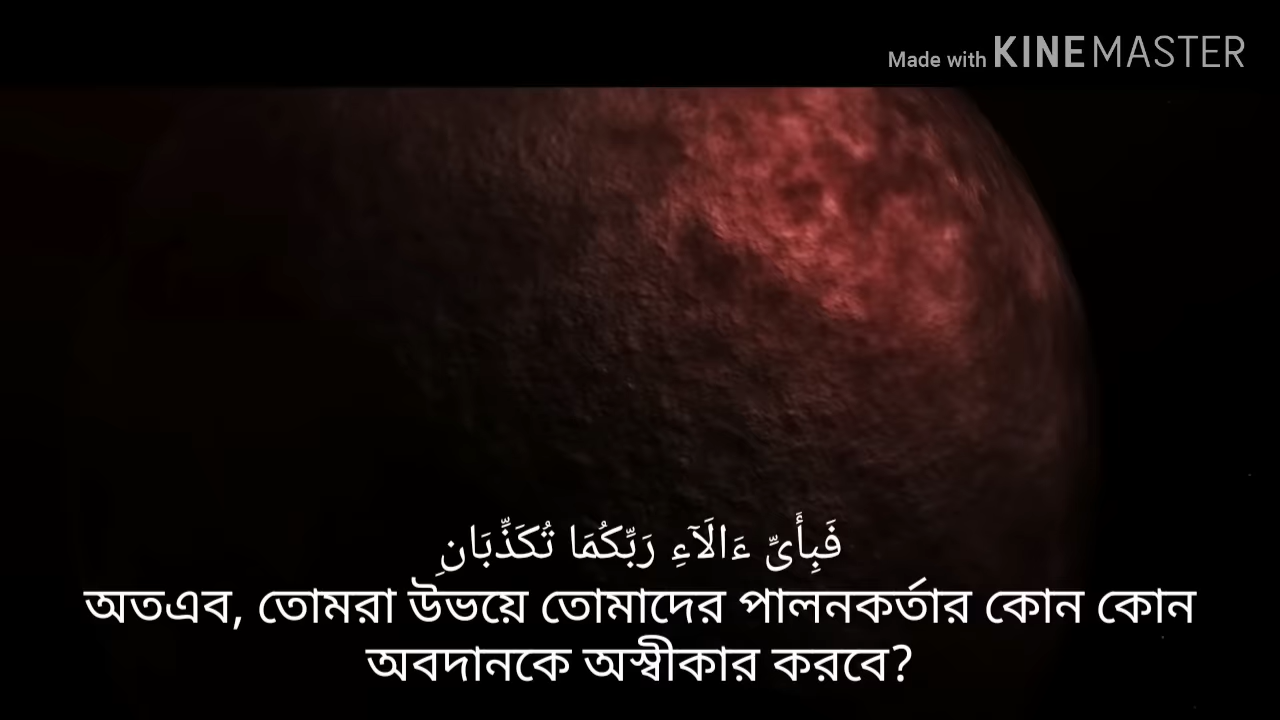 Made with KINEMASTER
فَبِأَىِّ ءَالَآءِ رَبِّكُمَا تُكَذِّبَانِ
অতএব, তোমরা উভয়ে তোমাদের পালনকর্তার কোন কোন
অবদানকে অস্বীকার করবে?